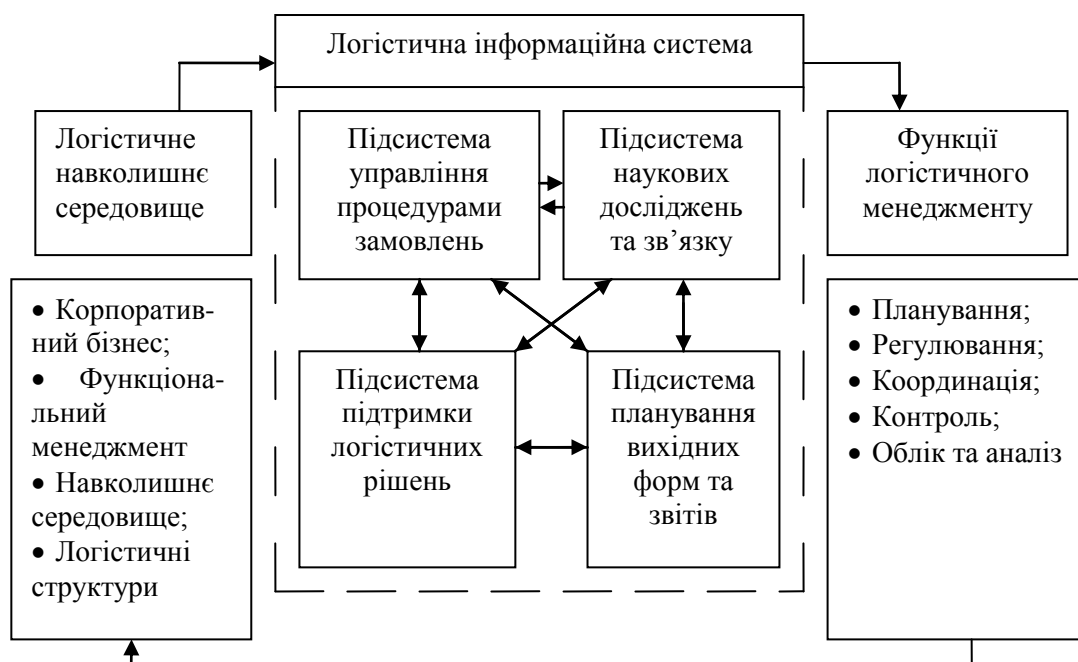 Логістична інформаційна система
Логістичне
навколишнє
середовище
Підсистема
управління
процедурами
замовлень
Підсистема
наукових
досліджень
та зв’язку
Функції
логістичного
менеджменту
• Корпоратив-
ний бізнес;
• Функціона-
льний
менеджмент
• Навколишнє
середовище;
• Логістичні
структури
Підсистема
підтримки
логістичних
рішень
Підсистема
планування
вихідних
форм та
звітів
• Планування;
• Регулювання;
• Координація;
• Контроль;
• Облік та аналіз